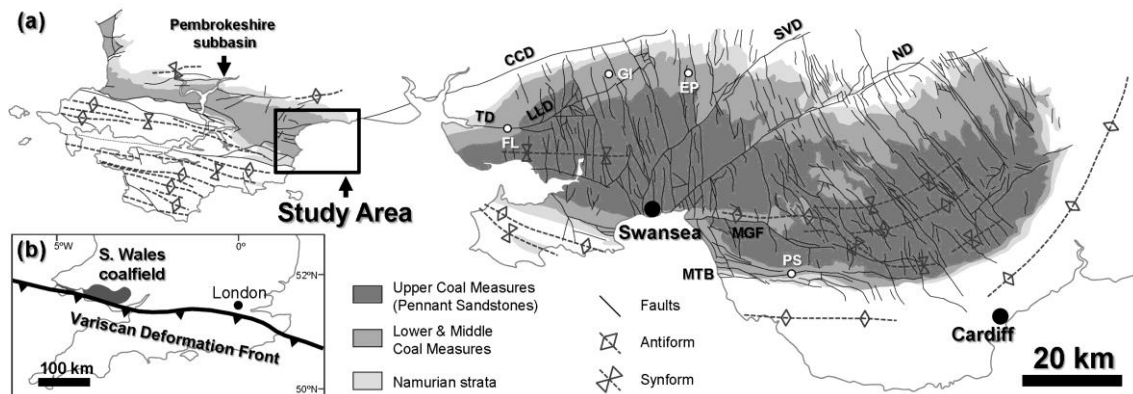 (a)
Pembrokeshire
subbasin
CCD
SVD
ND
GI
EP
LLD
TD
FL
Study Area
Swansea
MGF
PS
MTB
Cardiff
(b)
5°W
0°
S. Wales
coalfield
52°N
London
Variscan Deformation Front
100 km
50°N
Upper Coal Measures
(Pennant Sandstones)
Lower & Middle
Coal Measures
Namurian strata
Faults
Antiform
Synform
20 km